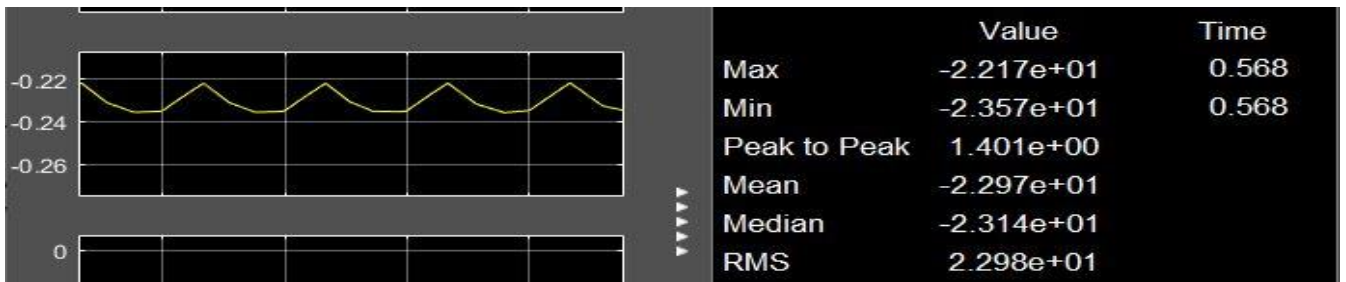 -0.22
-0.24
-0.26
0
Value Time
Max -2.217e+01 0.568
Min -2.357e+01 0.568
Peak to Peak 1.401e+00
Mean -2.297e+01
Median -2.314e+01
RMS 2.298e+01